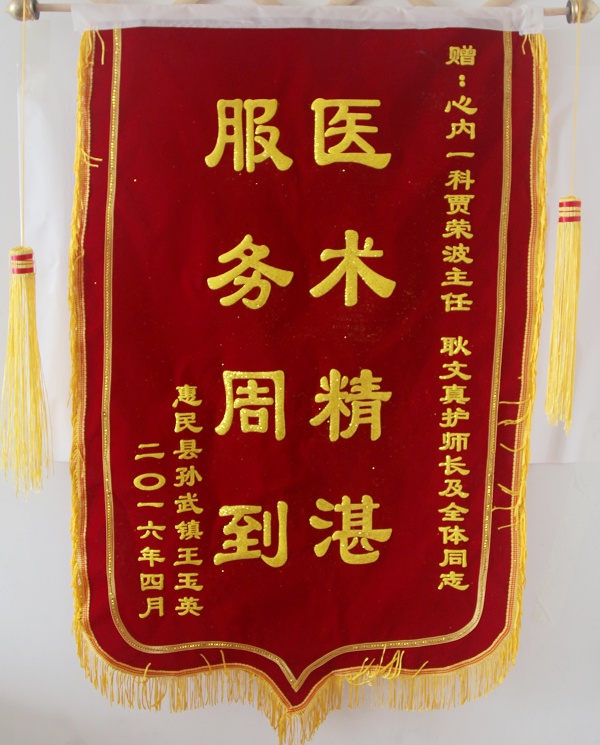 赠：心内一科贾荣波主任 耿文真护师长及全体同志
医术精湛
服务周到
惠民县孙武镇王玉英
二〇一六年四月